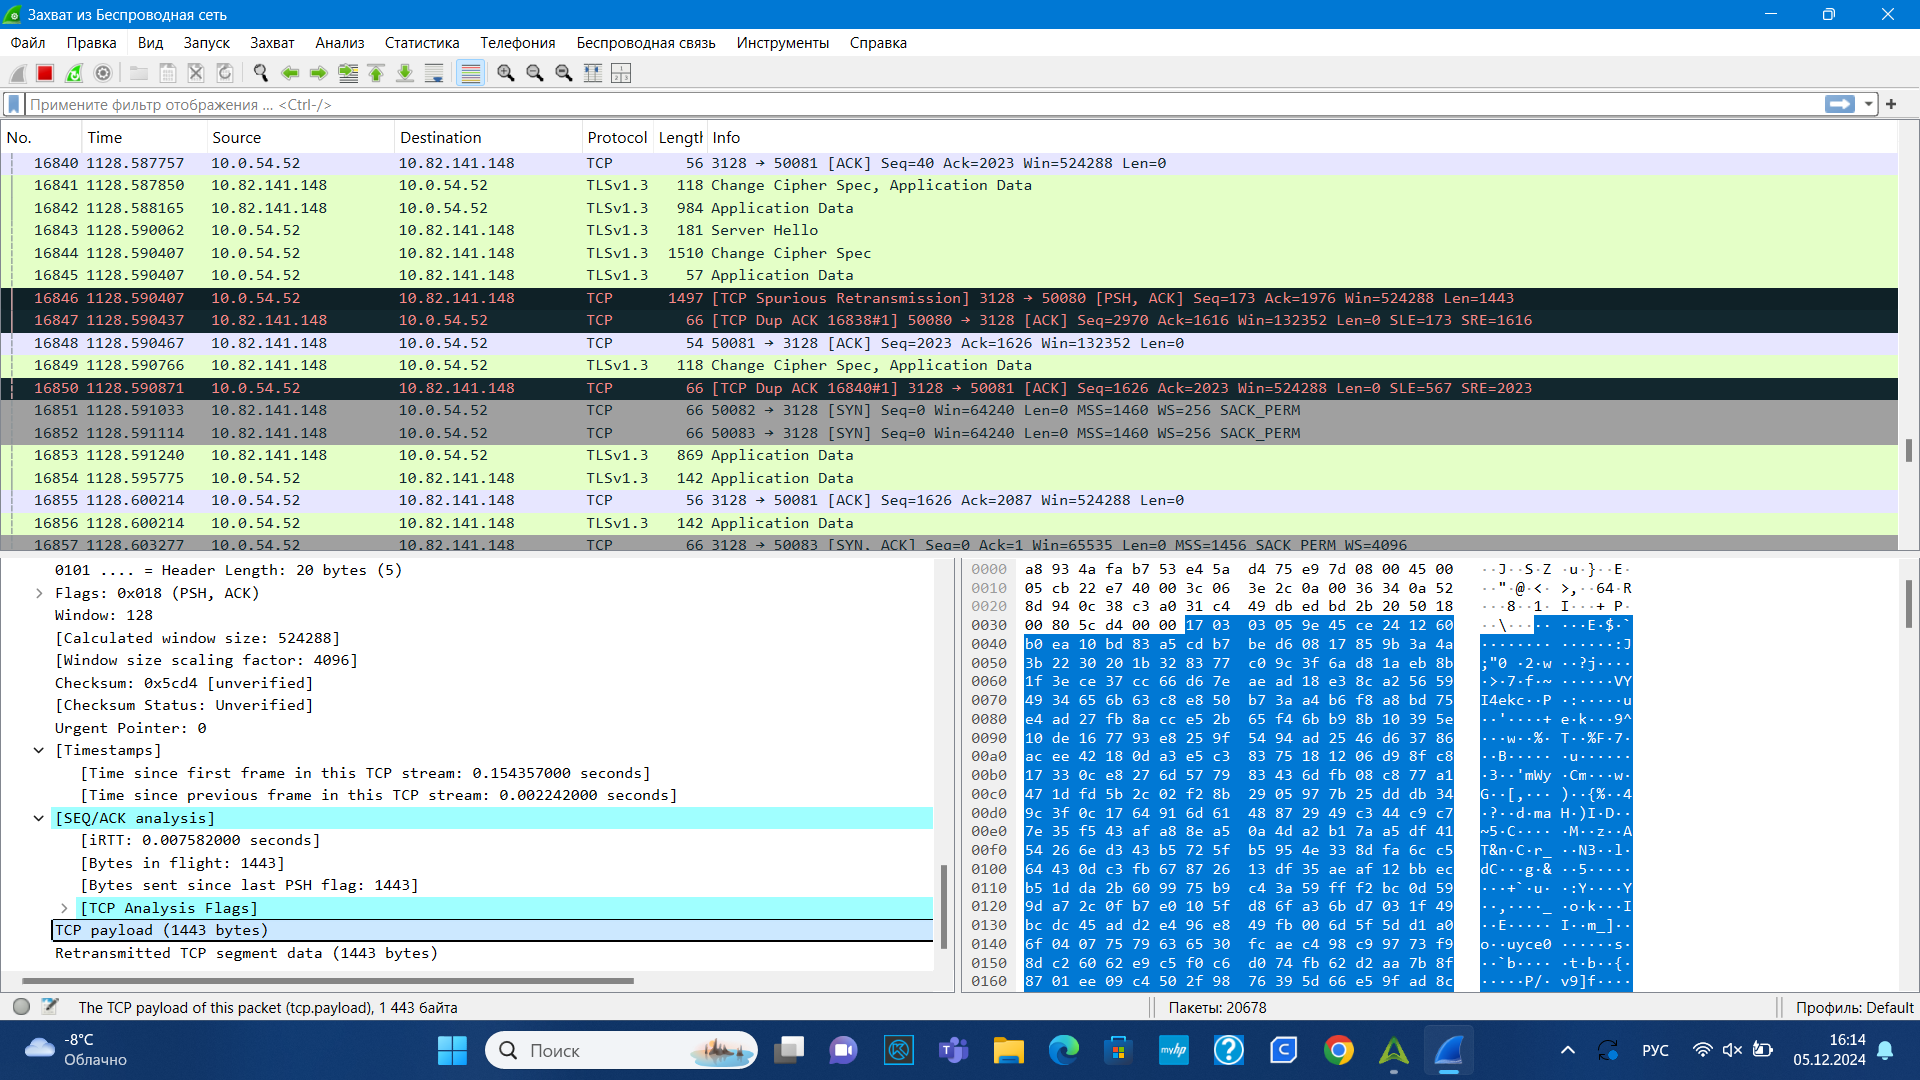 Захват из Беспроводная сеть
Файл Правка Вид Запуск Захват Анализ Статистика Телефония Беспроводная связь Инструменты Справка
Примените фильтр отображения ... <Ctrl-/>
No. Time Source Destination Protocol Length Info
16840 1128.587757 10.0.54.52 10.82.141.148 TCP 56 3128 → 50081 [ACK] Seq=40 Ack=2023 Win=524288 Len=0
16841 1128.587850 10.82.141.148 10.0.54.52 TLSv1.3 118 Change Cipher Spec, Application Data
16842 1128.588165 10.82.141.148 10.0.54.52 TLSv1.3 984 Application Data
16843 1128.590062 10.0.54.52 10.82.141.148 TLSv1.3 181 Server Hello
16844 1128.590407 10.0.54.52 10.82.141.148 TLSv1.3 1510 Change Cipher Spec
16845 1128.590407 10.0.54.52 10.82.141.148 TLSv1.3 57 Application Data
16846 1128.590407 10.0.54.52 10.82.141.148 TCP 1497 [TCP Spurious Retransmission] 3128 → 50080 [PSH, ACK] Seq=173 Ack=1976 Win=524288 Len=1443
16847 1128.590437 10.82.141.148 10.0.54.52 TCP 66 [TCP Dup ACK 16838#1] 50080 → 3128 [ACK] Seq=2970 Ack=1616 Win=132352 Len=0 SLE=173 SRE=1616
16848 1128.590467 10.82.141.148 10.0.54.52 TCP 54 50081 → 3128 [ACK] Seq=2023 Ack=1626 Win=132352 Len=0
16849 1128.590766 10.82.141.148 10.0.54.52 TLSv1.3 118 Change Cipher Spec, Application Data
16850 1128.590871 10.0.54.52 10.82.141.148 TCP 66 [TCP Dup ACK 16840#1] 3128 → 50081 [ACK] Seq=1626 Ack=2023 Win=524288 Len=0 SLE=567 SRE=2023
16851 1128.591033 10.82.141.148 10.0.54.52 TCP 66 50082 → 3128 [SYN] Seq=0 Win=64240 Len=0 MSS=1460 WS=256 SACK_PERM
16852 1128.591114 10.82.141.148 10.0.54.52 TCP 66 50083 → 3128 [SYN] Seq=0 Win=64240 Len=0 MSS=1460 WS=256 SACK_PERM
16853 1128.591240 10.82.141.148 10.0.54.52 TLSv1.3 869 Application Data
16854 1128.595775 10.0.54.52 10.82.141.148 TLSv1.3 142 Application Data
16855 1128.600214 10.0.54.52 10.82.141.148 TCP 56 3128 → 50081 [ACK] Seq=1626 Ack=2087 Win=524288 Len=0
16856 1128.600214 10.0.54.52 10.82.141.148 TLSv1.3 142 Application Data
16857 1128.603277 10.0.54.52 10.82.141.148 TCP 66 3128 → 50083 [SYN, ACK] Seq=0 Ack=1 Win=65535 Len=0 MSS=1456 SACK_PERM WS=4096
0101 .... = Header Length: 20 bytes (5)
Flags: 0x018 (PSH, ACK)
Window: 128
[Calculated window size: 524288]
[Window size scaling factor: 4096]
Checksum: 0x5cd4 [unverified]
[Checksum Status: Unverified]
Urgent Pointer: 0
[Timestamps]
[Time since first frame in this TCP stream: 0.154357000 seconds]
[Time since previous frame in this TCP stream: 0.002242000 seconds]
[SEQ/ACK analysis]
[iRTT: 0.007582000 seconds]
[Bytes in flight: 1443]
[Bytes sent since last PSH flag: 1443]
[TCP Analysis Flags]
TCP payload (1443 bytes)
Retransmitted TCP segment data (1443 bytes)
0000 a8 93 4a fa b7 53 e4 5a d4 75 e9 7d 08 00 45 00 ··J··S·Z ·u·}··E·
0010 05 cb 22 e7 40 00 3c 06 3e 2c 0a 00 36 34 0a 52 ··"·@·<· >,··64·R
0020 8d 94 0c 38 c3 a0 31 c4 49 db ed bd 2b 20 50 18 ···8··1· I···+ P·
0030 00 80 5c d4 00 00 17 03 03 05 9e 45 ce 24 12 60 ··\····· ···E·$·`
0040 b0 ea 10 bd 83 a5 cd b7 be d6 08 17 85 9b 3a 4a ········ ······:J
0050 3b 22 30 20 1b 32 83 77 c0 9c 3f 6a d8 1a eb 8b ;"0 ·2·w ··?j····
0060 1f 3e ce 37 cc 66 d6 7e ae ad 18 e3 8c a2 56 59 ·>·7·f·~ ······VY
0070 49 34 65 6b 63 c8 e8 50 b7 3a a4 b6 f8 a8 bd 75 I4ekc··P ·:·····u
0080 e4 ad 27 fb 8a cc e5 2b 65 f4 6b b9 8b 10 39 5e ··'····+ e·k···9^
0090 10 de 16 77 93 e8 25 9f 54 94 ad 25 46 d6 37 86 ···w··%· T··%F·7·
00a0 ac ee 42 18 0d a3 e5 c3 83 75 18 12 06 d9 8f c8 ··B····· ·u······
00b0 17 33 0c e8 27 6d 57 79 83 43 6d fb 08 c8 77 a1 ·3··'mWy ·Cm···w·
00c0 47 1d fd 5b 2c 02 f2 8b 29 05 97 7b 25 dd db 34 G··[,··· )··{%··4
00d0 9c 3f 0c 17 64 91 6d 61 48 87 29 49 c3 44 c9 c7 ·?··d·ma H·)I·D··
00e0 7e 35 f5 43 af a8 8e a5 0a 4d a2 b1 7a a5 df 41 ~5·C···· ·M··z··A
00f0 54 26 6e d3 43 b5 72 5f b5 95 4e 33 8d fa 6c c5 T&n·C·r_ ··N3··l·
0100 64 43 0d c3 fb 67 87 26 13 df 35 ae af 12 bb ec dC···g·& ··5·····
0110 b5 1d da 2b 60 99 75 b9 c4 3a 59 ff f2 bc 0d 59 ···+`·u· ·:Y····Y
0120 9d a7 2c 0f b7 e0 10 5f d8 6f a3 6b d7 03 1f 49 ··,····_ ·o·k···I
0130 bc dc 45 ad d2 e4 96 e8 49 fb 00 6d 5f 5d d1 a0 ··E····· I··m_]··
0140 6f 04 07 75 79 63 65 30 fc ae c4 98 c9 97 73 f9 o··uyce0 ······s·
0150 8d c2 60 62 e9 c5 f0 c6 d0 74 fb 62 d2 aa 7b 8f ··`b···· ·t·b··{·
0160 87 01 ee 09 c4 50 2f 98 76 39 5d 66 e5 9f ad 8c ·····P/· v9]f····
The TCP payload of this packet (tcp.payload), 1 443 байта
Пакеты: 20678
Профиль: Default
-8°C
Облачно
Поиск
myhp
РУС
16:14
05.12.2024